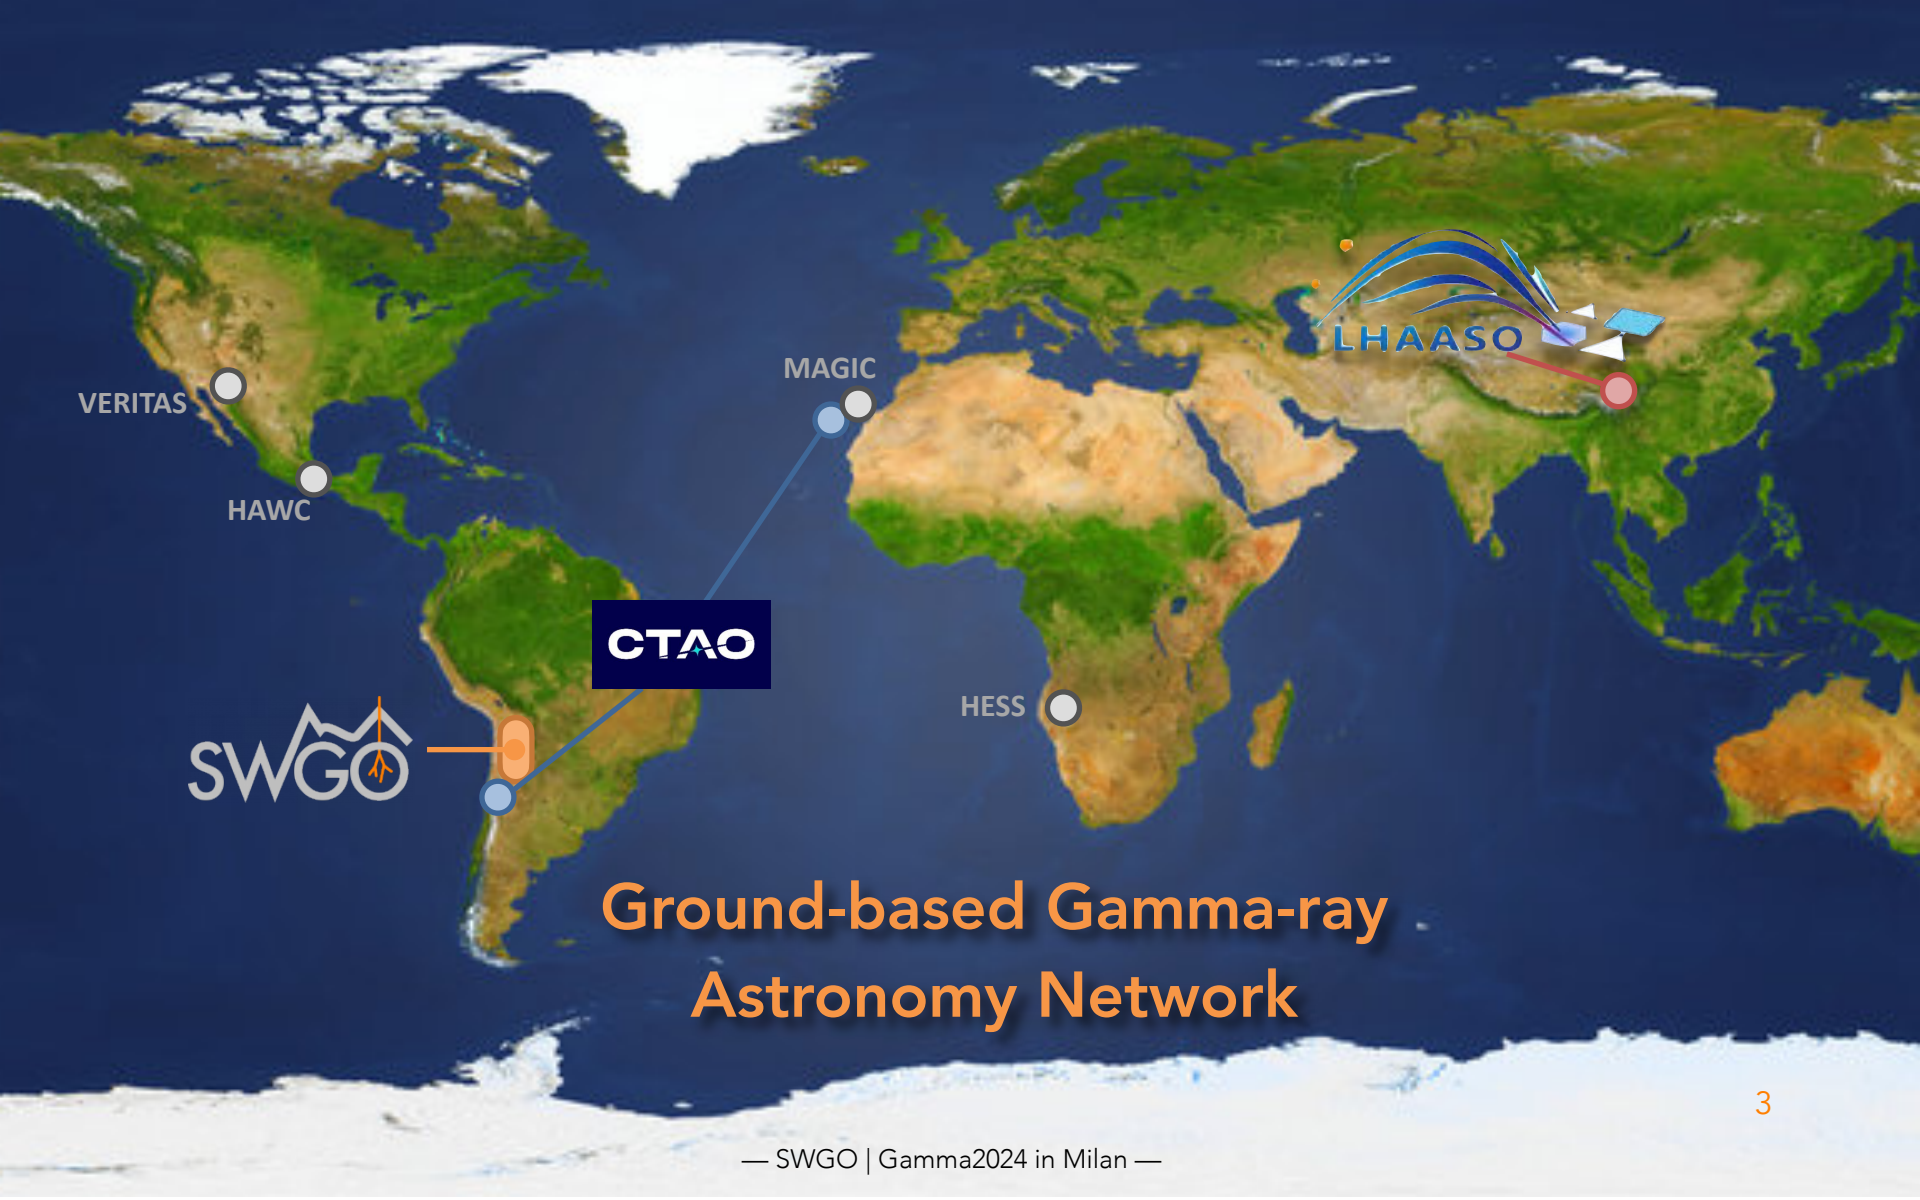 LHAASO
MAGIC
VERITAS
HAWC
CTAO
HESS
SWGO
Ground-based Gamma-ray
Astronomy Network
3
— SWGO | Gamma2024 in Milan —